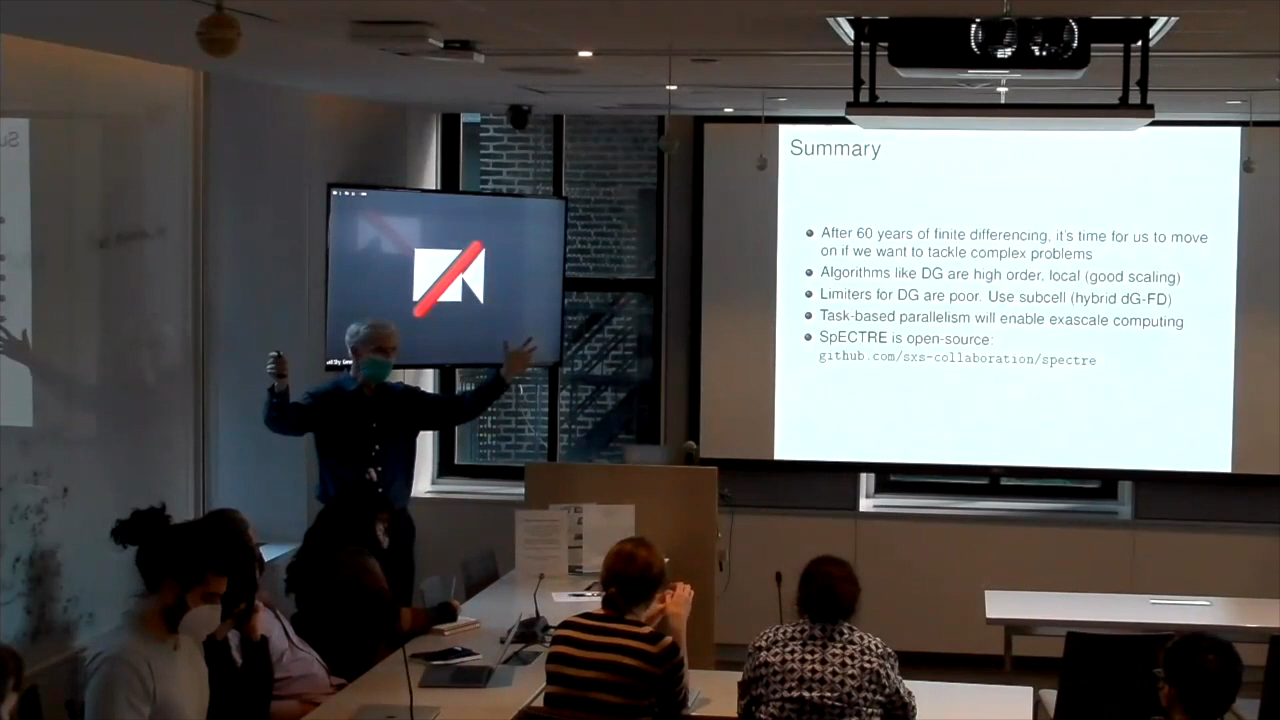 Summary
After 60 years of finite differencing, it's time for us to move
on if we want to tackle complex problems
Algorithms like DG are high order, local (good scaling)
Limiters for DG are poor. Use subcell (hybrid dG-FD)
Task-based parallelism will enable exascale computing
SpECTRE is open-source:
github.com/sxs-collaboration/spectre